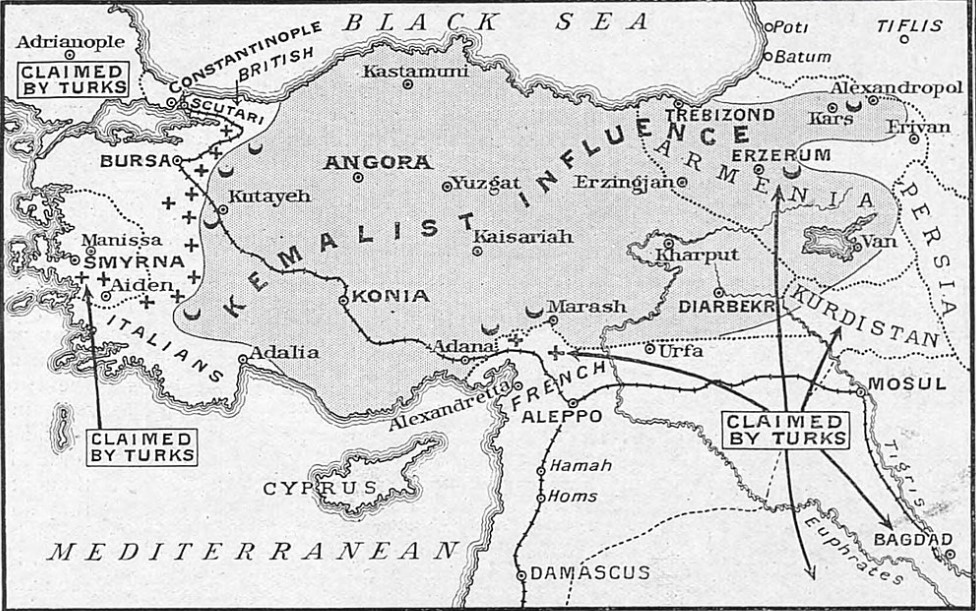 BLACK SEA
Poti
TIFLIS
Adrianople
CLAIMED
BY TURKS
CONSTANTINOPLE
BRITISH
SCUTARI
Batum
Kastamuni
Alexandropol
TREBIZOND
Kars
Erivan
BURSA
ANGORA
Yuzgat
Erzingjan
ERZERUM
ARMENIA
KEMALIST INFLUENCE
Kutayeh
PERSIA
Manissa
SMYRNA
Aiden
Kaisariah
Kharput
Van
KONIA
Marash
DIARBEKR
KURDISTAN
ITALIANS
Adalia
Adana
Urfa
Alexandretta
FRENCH
ALEPPO
MOSUL
CLAIMED
BY TURKS
CLAIMED
BY TURKS
Hamah
Homs
Tigris
CYPRUS
Euphrates
BAGDAD
MEDITERRANEAN
DAMASCUS